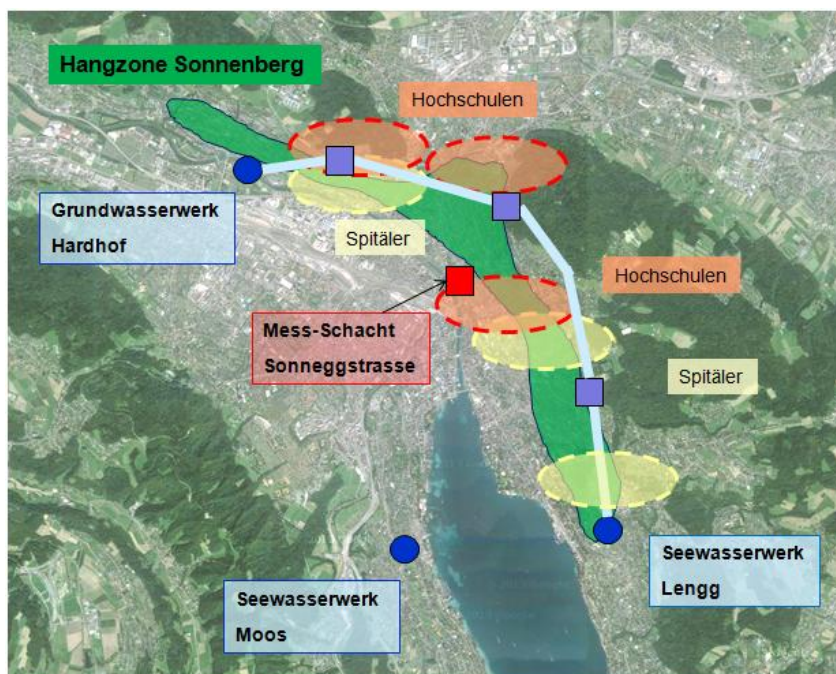 Hangzone Sonnenberg
Hochschulen
Grundwasserwerk
Hardhof
Spitäler
Hochschulen
Mess-Schacht
Sonneggstrasse
Spitäler
Seewasserwerk
Moos
Seewasserwerk
Lengg